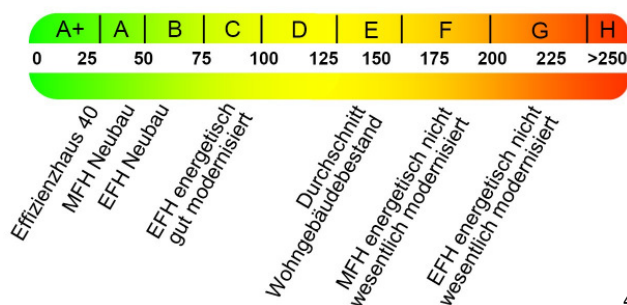 A+ A B C D E F G H
0 25 50 75 100 125 150 175 200 225 >250
Effizienzhaus 40
MFH Neubau
EFH Neubau
EFH energetisch
gut modernisiert
Durchschnitt
Wohngebäudebestand
MFH energetisch nicht
wesentlich modernisiert
EFH energetisch nicht
wesentlich modernisiert